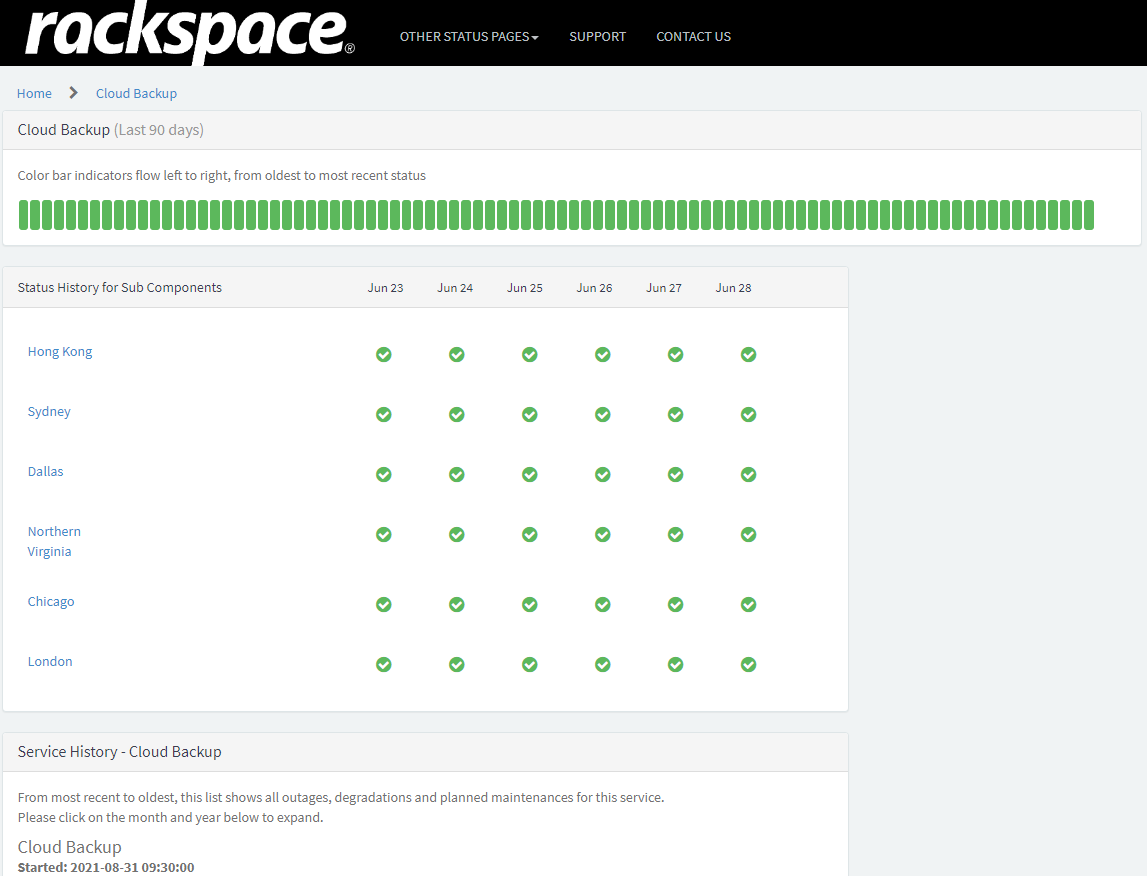 rackspace®
OTHER STATUS PAGES SUPPORT CONTACT US
Home Cloud Backup
Cloud Backup (Last 90 days)
Color bar indicators flow left to right, from oldest to most recent status
Status History for Sub Components Jun 23 Jun 24 Jun 25 Jun 26 Jun 27 Jun 28
Hong Kong
Sydney
Dallas
Northern
Virginia
Chicago
London
Service History - Cloud Backup
From most recent to oldest, this list shows all outages, degradations and planned maintenances for this service.
Please click on the month and year below to expand.
Cloud Backup
Started: 2021-08-31 09:30:00